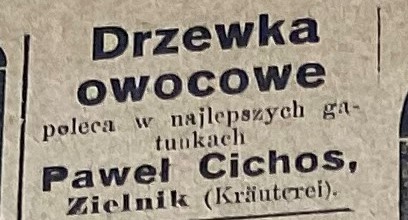 Drzewka
owocowe
poleca w najlepszych ga-
tunkach
Paweł Cichos,
Zielnik (Kräuterei).